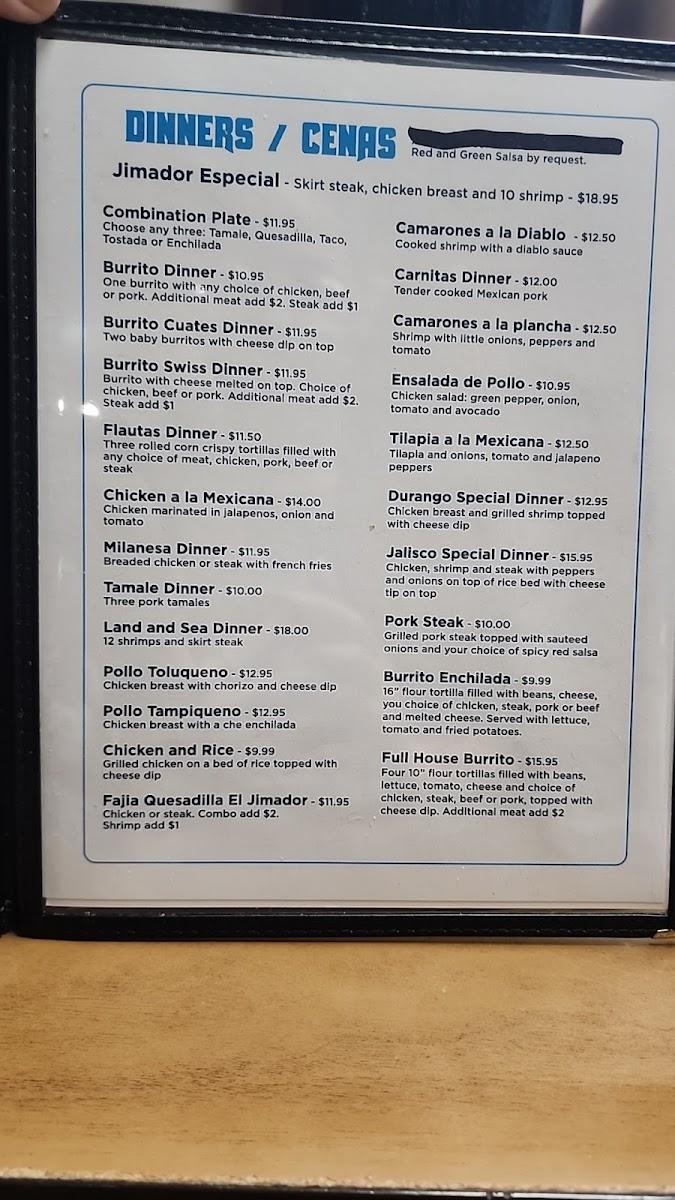 DINNERS / CENAS
Red and Green Salsa by request.
Jimador Especial - Skirt steak, chicken breast and 10 shrimp - $18.95
Combination Plate - $11.95
Choose any three: Tamale, Quesadilla, Taco,
Tostada or Enchilada
Burrito Dinner - $10.95
One burrito with any choice of chicken, beef
or pork. Additional meat add $2. Steak add $1
Burrito Cuates Dinner - $11.95
Two baby burritos with cheese dip on top
Burrito Swiss Dinner - $11.95
Burrito with cheese melted on top. Choice of
chicken, beef or pork. Additional meat add $2.
Steak add $1
Flautas Dinner - $11.50
Three rolled corn crispy tortillas filled with
any choice of meat, chicken, pork, beef or
steak
Chicken a la Mexicana - $14.00
Chicken marinated in jalapenos, onion and
tomato
Milanesa Dinner - $11.95
Breaded chicken or steak with french fries
Tamale Dinner - $10.00
Three pork tamales
Land and Sea Dinner - $18.00
12 shrimps and skirt steak
Pollo Toluqueno - $12.95
Chicken breast with chorizo and cheese dip
Pollo Tampiqueno - $12.95
Chicken breast with a che enchilada
Chicken and Rice - $9.99
Grilled chicken on a bed of rice topped with
cheese dip
Fajia Quesadilla El Jimador - $11.95
Chicken or steak. Combo add $2.
Shrimp add $1
Camarones a la Diablo - $12.50
Cooked shrimp with a diablo sauce
Carnitas Dinner - $12.00
Tender cooked Mexican pork
Camarones a la plancha - $12.50
Shrimp with little onions, peppers and
tomato
Ensalada de Pollo - $10.95
Chicken salad: green pepper, onion,
tomato and avocado
Tilapia a la Mexicana - $12.50
Tilapia and onions, tomato and jalapeno
peppers
Durango Special Dinner - $12.95
Chicken breast and grilled shrimp topped
with cheese dip
Jalisco Special Dinner - $15.95
Chicken, shrimp and steak with peppers
and onions on top of rice bed with cheese
tip on top
Pork Steak - $10.00
Grilled pork steak topped with sauteed
onions and your choice of spicy red salsa
Burrito Enchilada - $9.99
16" flour tortilla filled with beans, cheese,
you choice of chicken, steak, pork or beef
and melted cheese. Served with lettuce,
tomato and fried potatoes.
Full House Burrito - $15.95
Four 10" flour tortillas filled with beans,
lettuce, tomato, cheese and choice of
chicken, steak, beef or pork, topped with
cheese dip. Additional meat add $2